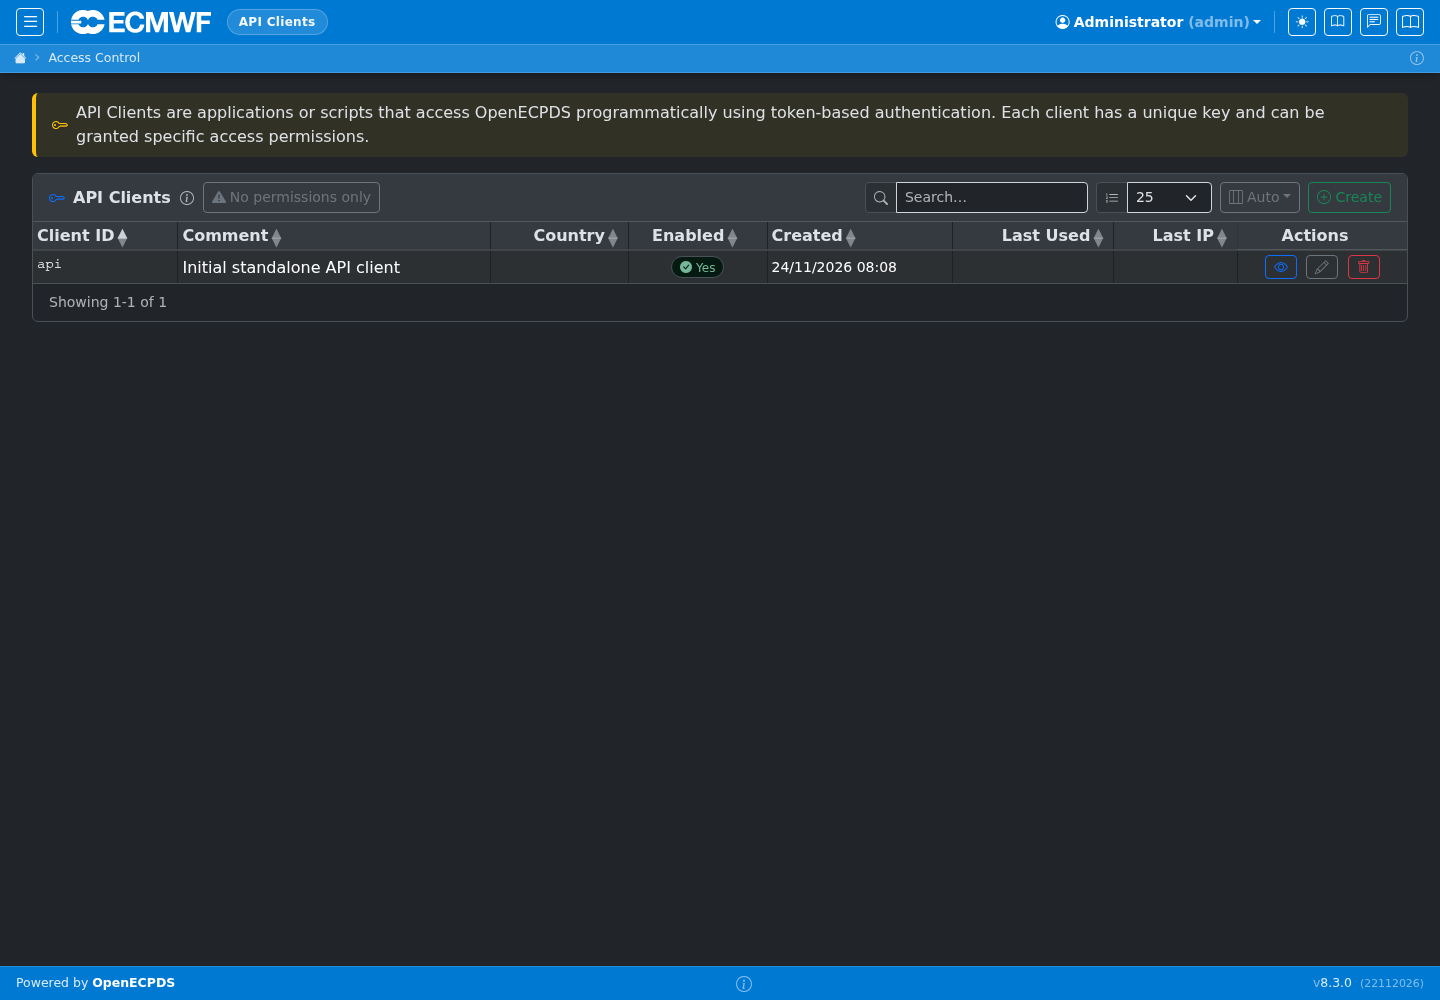 ECMWF API Clients Administrator (admin)
Access Control
API Clients are applications or scripts that access OpenECPDS programmatically using token-based authentication. Each client has a unique key and can be
granted specific access permissions.
API Clients No permissions only Search... 25 Auto Create
Client ID Comment Country Enabled Created Last Used Last IP Actions
api Initial standalone API client Yes 24/11/2026 08:08
Showing 1-1 of 1
Powered by OpenECPDS v8.3.0 (22112026)